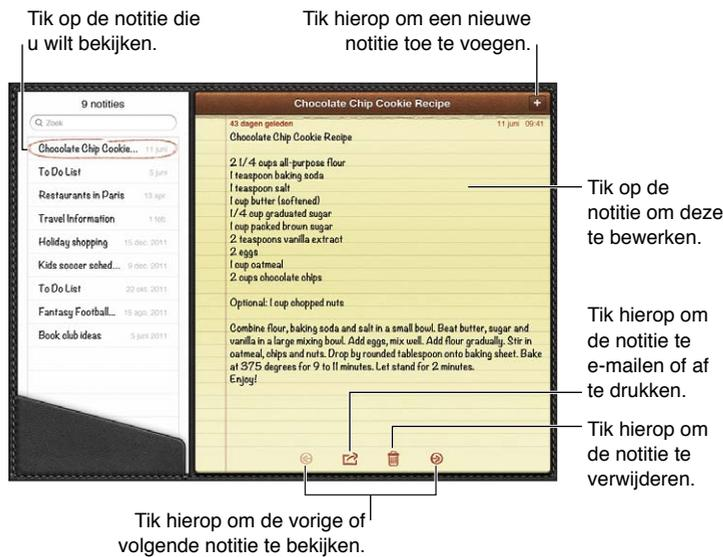 Tik op de notitie die
u wilt bekijken.
Tik hierop om een nieuwe
notitie toe te voegen.
9 notities
Zoek
Chocolate Chip Cookie... 11 juni
To Do List 5 juni
Restaurants in Paris 13 apr.
Travel Information 1 feb.
Holiday shopping 15 dec. 2011
Kids soccer sched... 9 dec. 2011
To Do List 22 okt. 2011
Fantasy Football... 15 ago. 2011
Book club ideas 5 juni 2011
Chocolate Chip Cookie Recipe +
43 dagen geleden 11 juni 09:41
Chocolate Chip Cookie Recipe
2 1/4 cups all-purpose flour
1 teaspoon baking soda
1 teaspoon salt
1 cup butter (softened)
1/4 cup graduated sugar
1 cup packed brown sugar
2 teaspoons vanilla extract
2 eggs
1 cup oatmeal
2 cups chocolate chips
Optional: 1 cup chopped nuts
Combine flour, baking soda and salt in a small bowl. Beat butter, sugar and
vanilla in a large mixing bowl. Add eggs, mix well. Add flour gradually. Stir in
oatmeal, chips and nuts. Drop by rounded tablespoon onto baking sheet. Bake
at 375 degrees for 9 to 11 minutes. Let stand for 2 minutes.
Enjoy!
Tik op de
notitie om deze
te bewerken.
Tik hierop om
de notitie te
e-mailen of af
te drukken.
Tik hierop om
de notitie te
verwijderen.
Tik hierop om de vorige of
volgende notitie te bekijken.